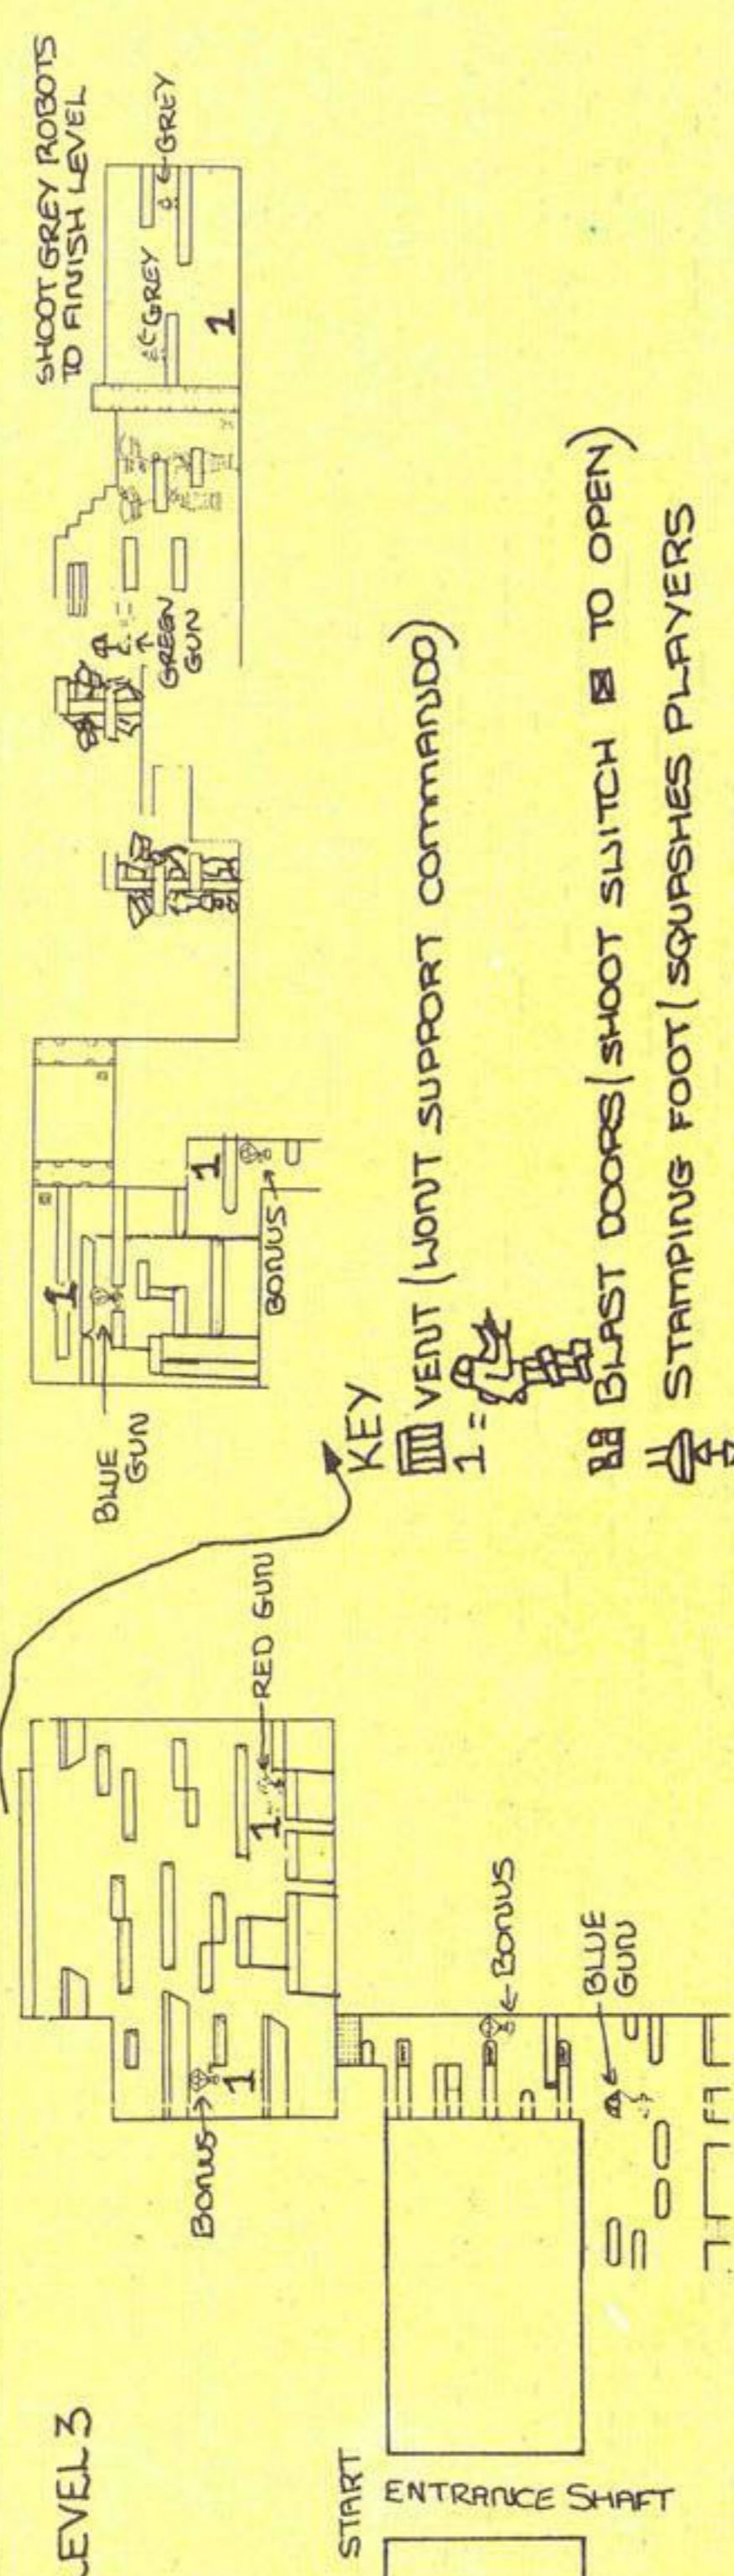 LEVEL 3
START
ENTRANCE SHAFT
BONUS
1
BONUS
BLUE
GUN
1
RED GUN
BLUE
GUN
1
1
BONUS
GREEN
GUN
SHOOT GREY ROBOTS
TO FINISH LEVEL
GREY
GREY
1
KEY
VENT (WONT SUPPORT COMMANDO)
1 =
BLAST DOORS (SHOOT SWITCH TO OPEN)
STAMPING FOOT (SQUASHES PLAYERS